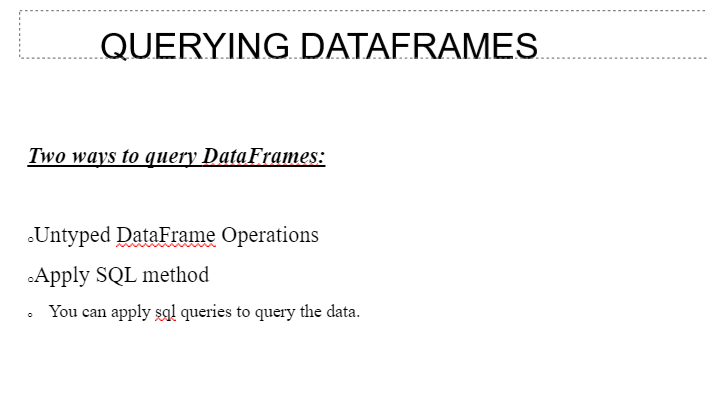 QUERYING DATAFRAMES
Two ways to query DataFrames:
Untyped DataFrame Operations
Apply SQL method
You can apply sql queries to query the data.